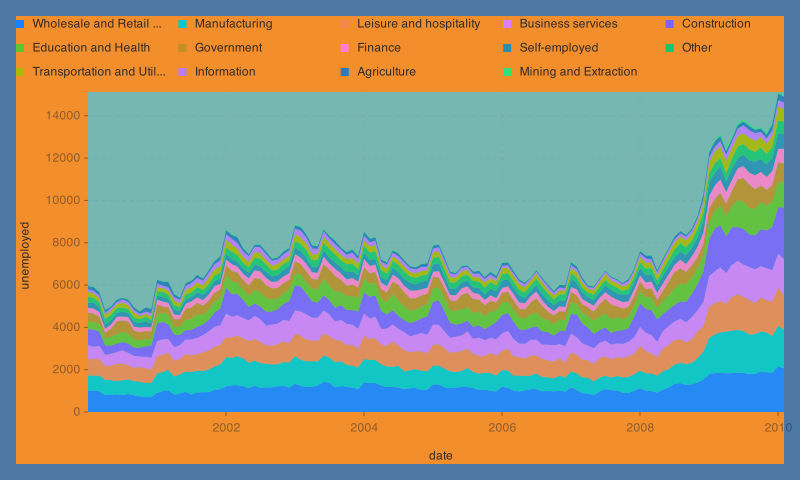 Wholesale and Retail ... Manufacturing Leisure and hospitality Business services Construction
Education and Health Government Finance Self-employed Other
Transportation and Util... Information Agriculture Mining and Extraction
14000
12000
10000
8000
6000
4000
2000
0
unemployed
2002 2004 2006 2008 2010
date